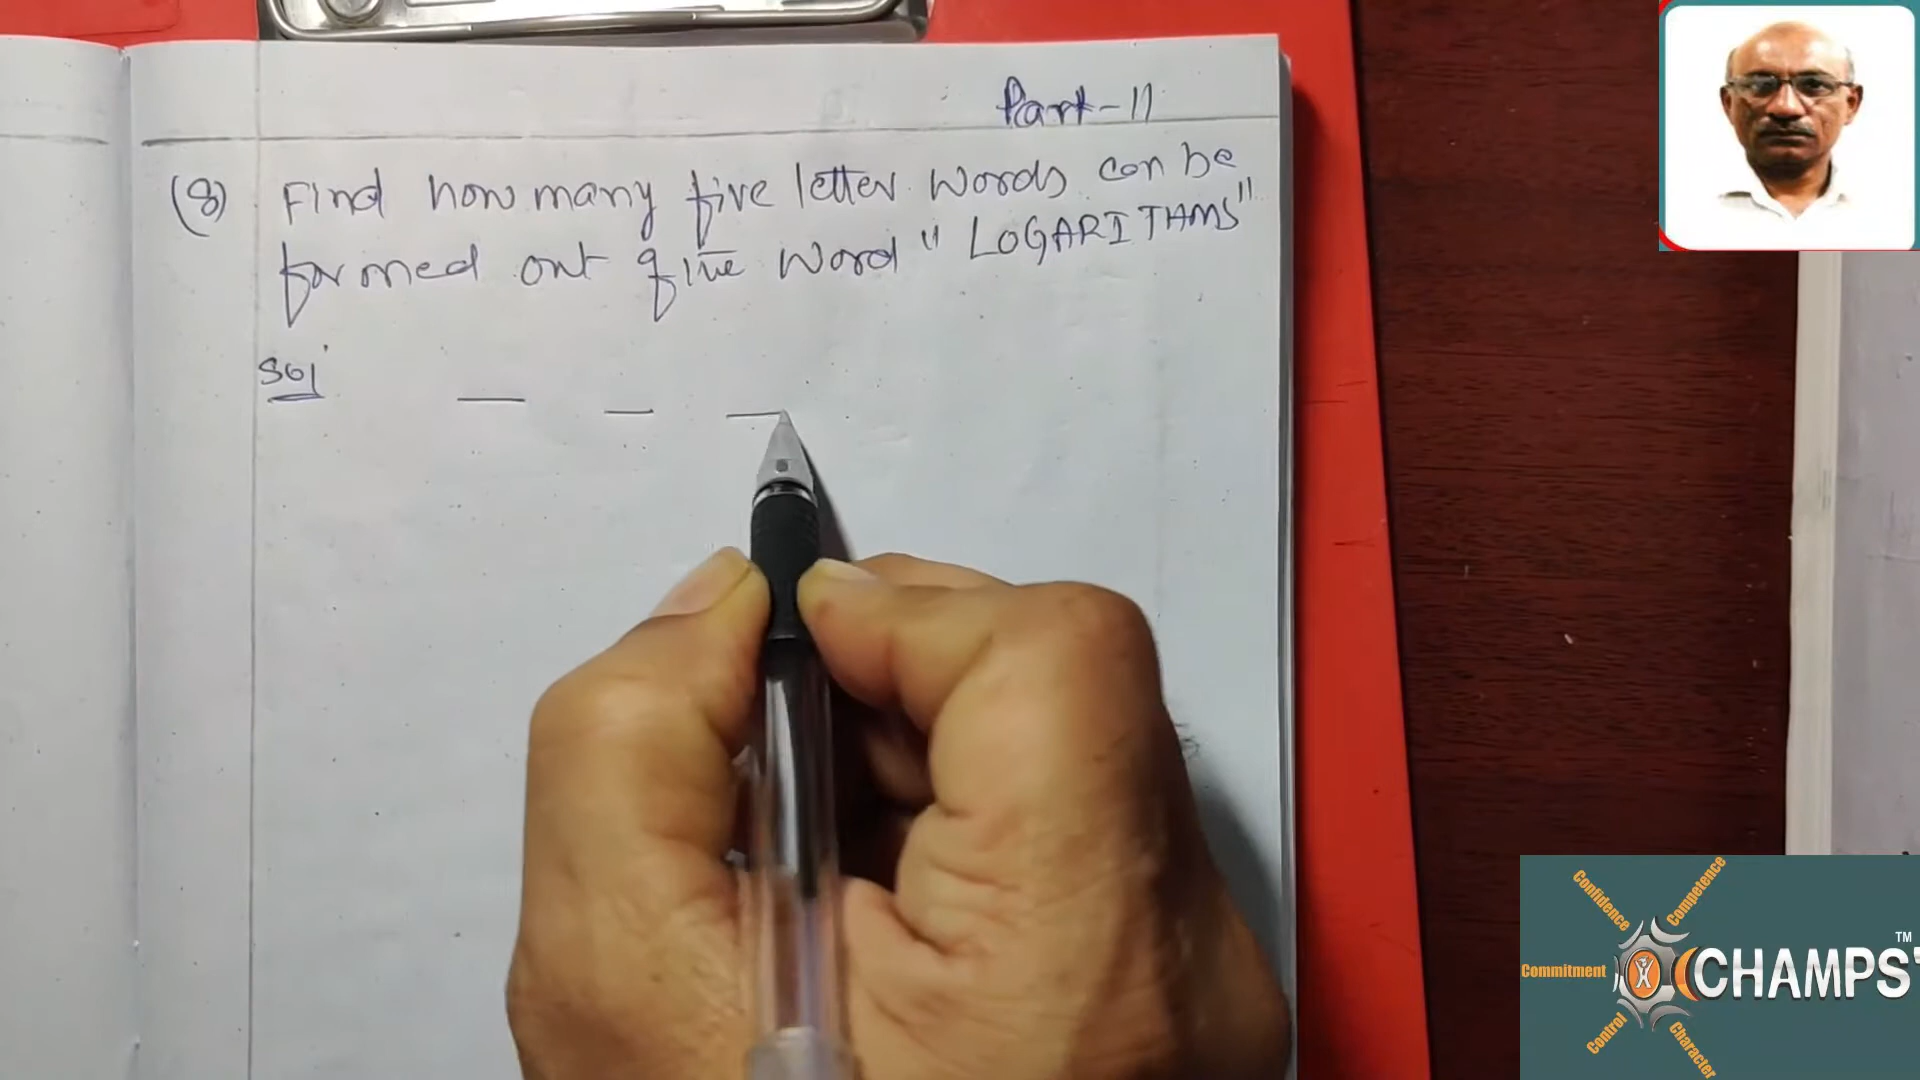 Part-11
(8) Find how many five letter words can be
formed out of the word "LOGARITHMS"
Sol
Confidence
Competence
Commitment
CHAMPS
TM
Control
Character